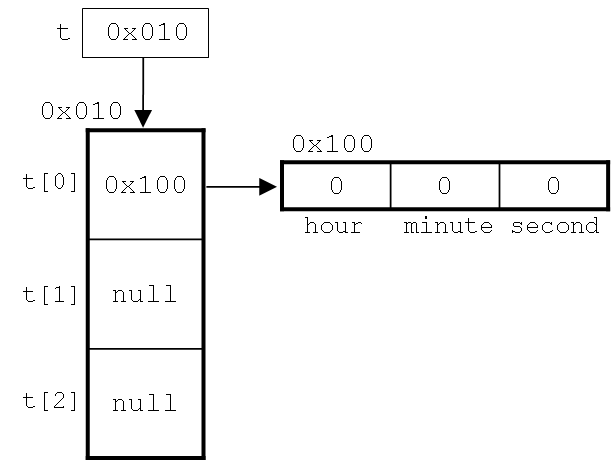 t 0x010
0x010
0x100
t[0] 0x100 0 0 0
hour minute second
t[1] null
t[2] null